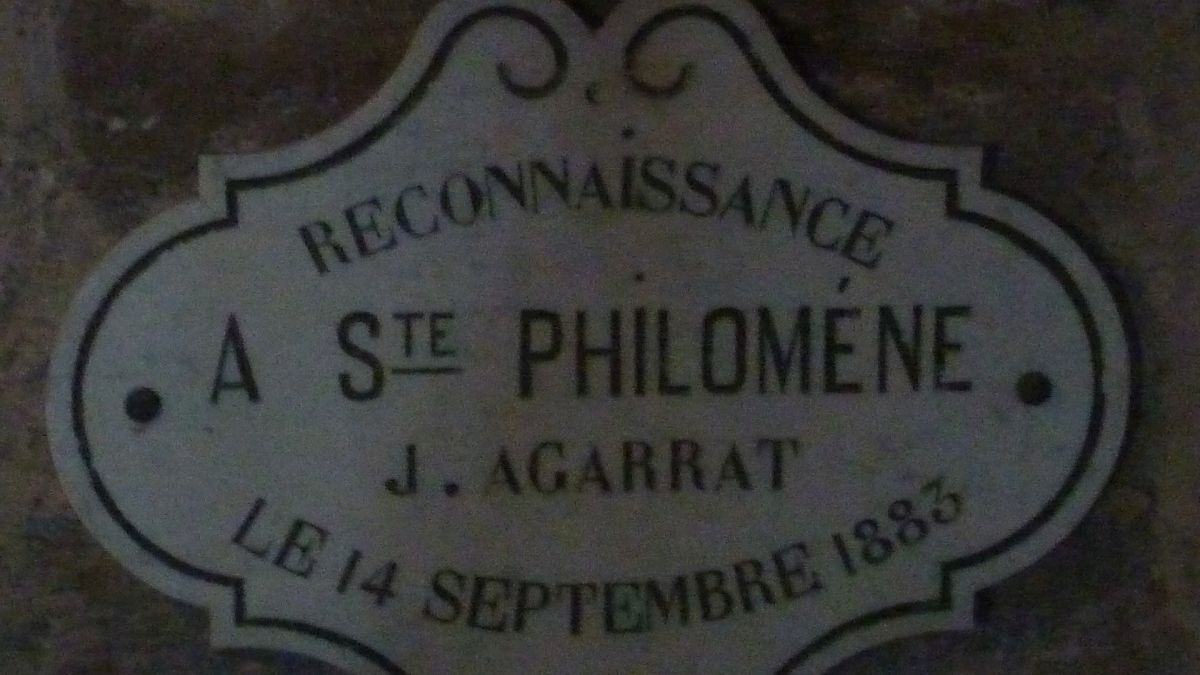 RECONNAISSANCE
A STE PHILOMÉNE
J. AGARRAT
LE 14 SEPTEMBRE 1883